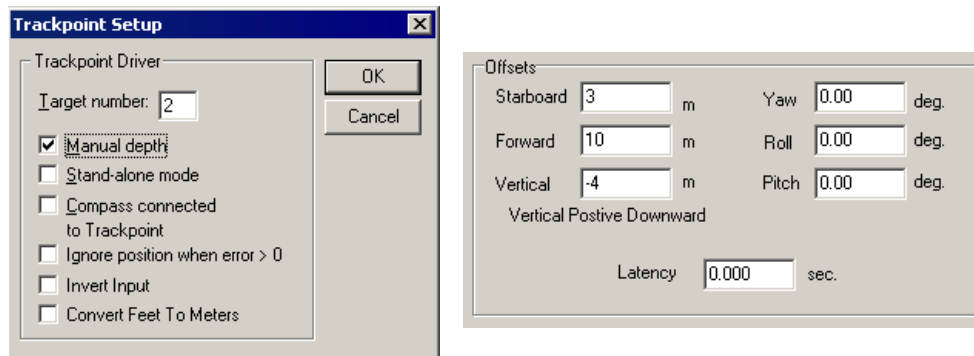 Trackpoint Setup
Trackpoint Driver
Target number: 2
Manual depth
Stand-alone mode
Compass connected
to Trackpoint
Ignore position when error > 0
Invert Input
Convert Feet To Meters
OK
Cancel
Offsets
Starboard 3 m Yaw 0.00 deg.
Forward 10 m Roll 0.00 deg.
Vertical -4 m Pitch 0.00 deg.
Vertical Postive Downward
Latency 0.000 sec.